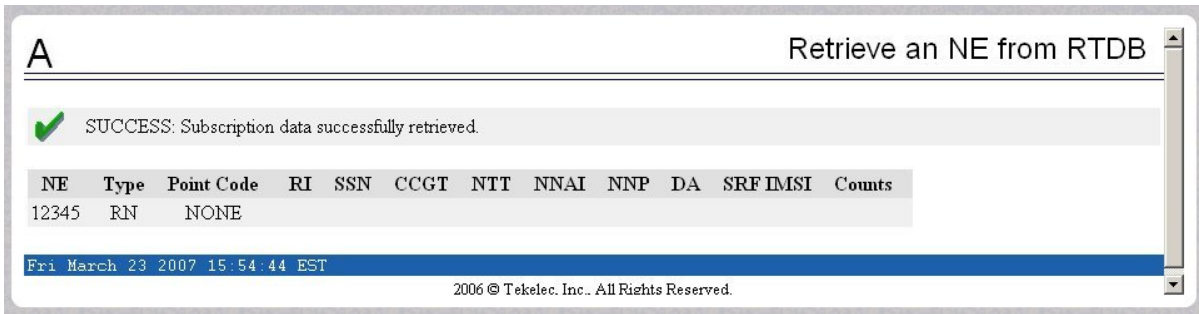 A
Retrieve an NE from RTDB
SUCCESS: Subscription data successfully retrieved.
NE Type Point Code RI SSN CCGT NTT NNAI NNP DA SRF IMSI Counts
12345 RN NONE
Fri March 23 2007 15:54:44 EST
2006 © Tekelec, Inc., All Rights Reserved.